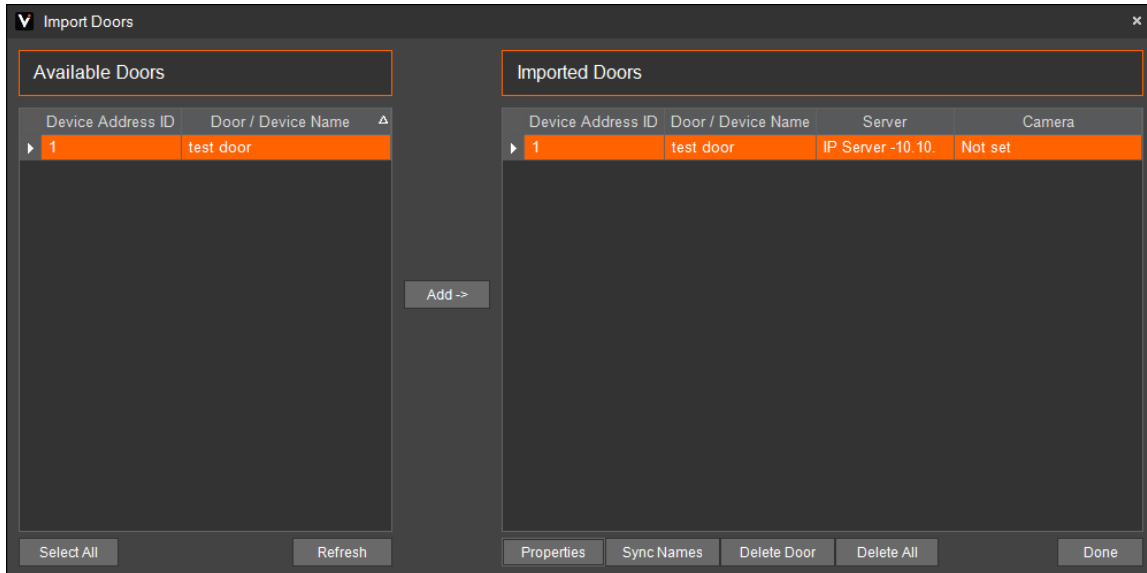 Import Doors
Available Doors
Imported Doors
Device Address ID Door / Device Name
1 test door
Device Address ID Door / Device Name Server Camera
1 test door IP Server -10.10. Not set
Add ->
Select All Refresh
Properties Sync Names Delete Door Delete All Done